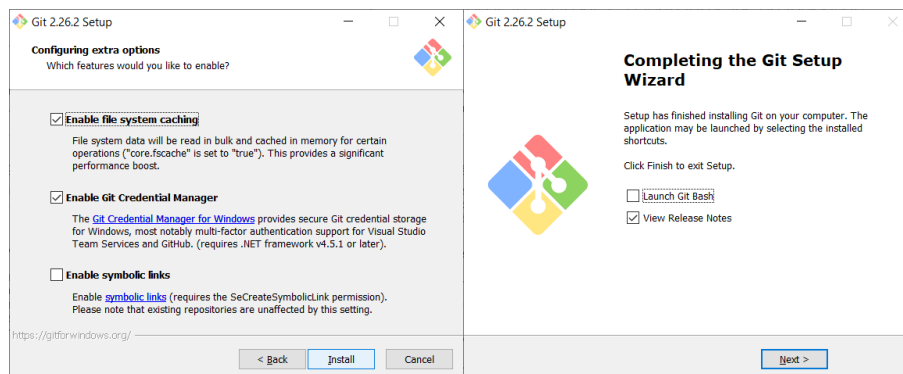 Git 2.26.2 Setup
Configuring extra options
Which features would you like to enable?
Enable file system caching
File system data will be read in bulk and cached in memory for certain
operations ("core.fscache" is set to "true"). This provides a significant
performance boost.
Enable Git Credential Manager
The Git Credential Manager for Windows provides secure Git credential storage
for Windows, most notably multi-factor authentication support for Visual Studio
Team Services and GitHub. (requires .NET framework v4.5.1 or later).
Enable symbolic links
Enable symbolic links (requires the SeCreateSymbolicLink permission).
Please note that existing repositories are unaffected by this setting.
https://gitforwindows.org/
< Back
Install
Cancel
Git 2.26.2 Setup
Completing the Git Setup
Wizard
Setup has finished installing Git on your computer. The
application may be launched by selecting the installed
shortcuts.
Click Finish to exit Setup.
Launch Git Bash
View Release Notes
Next >